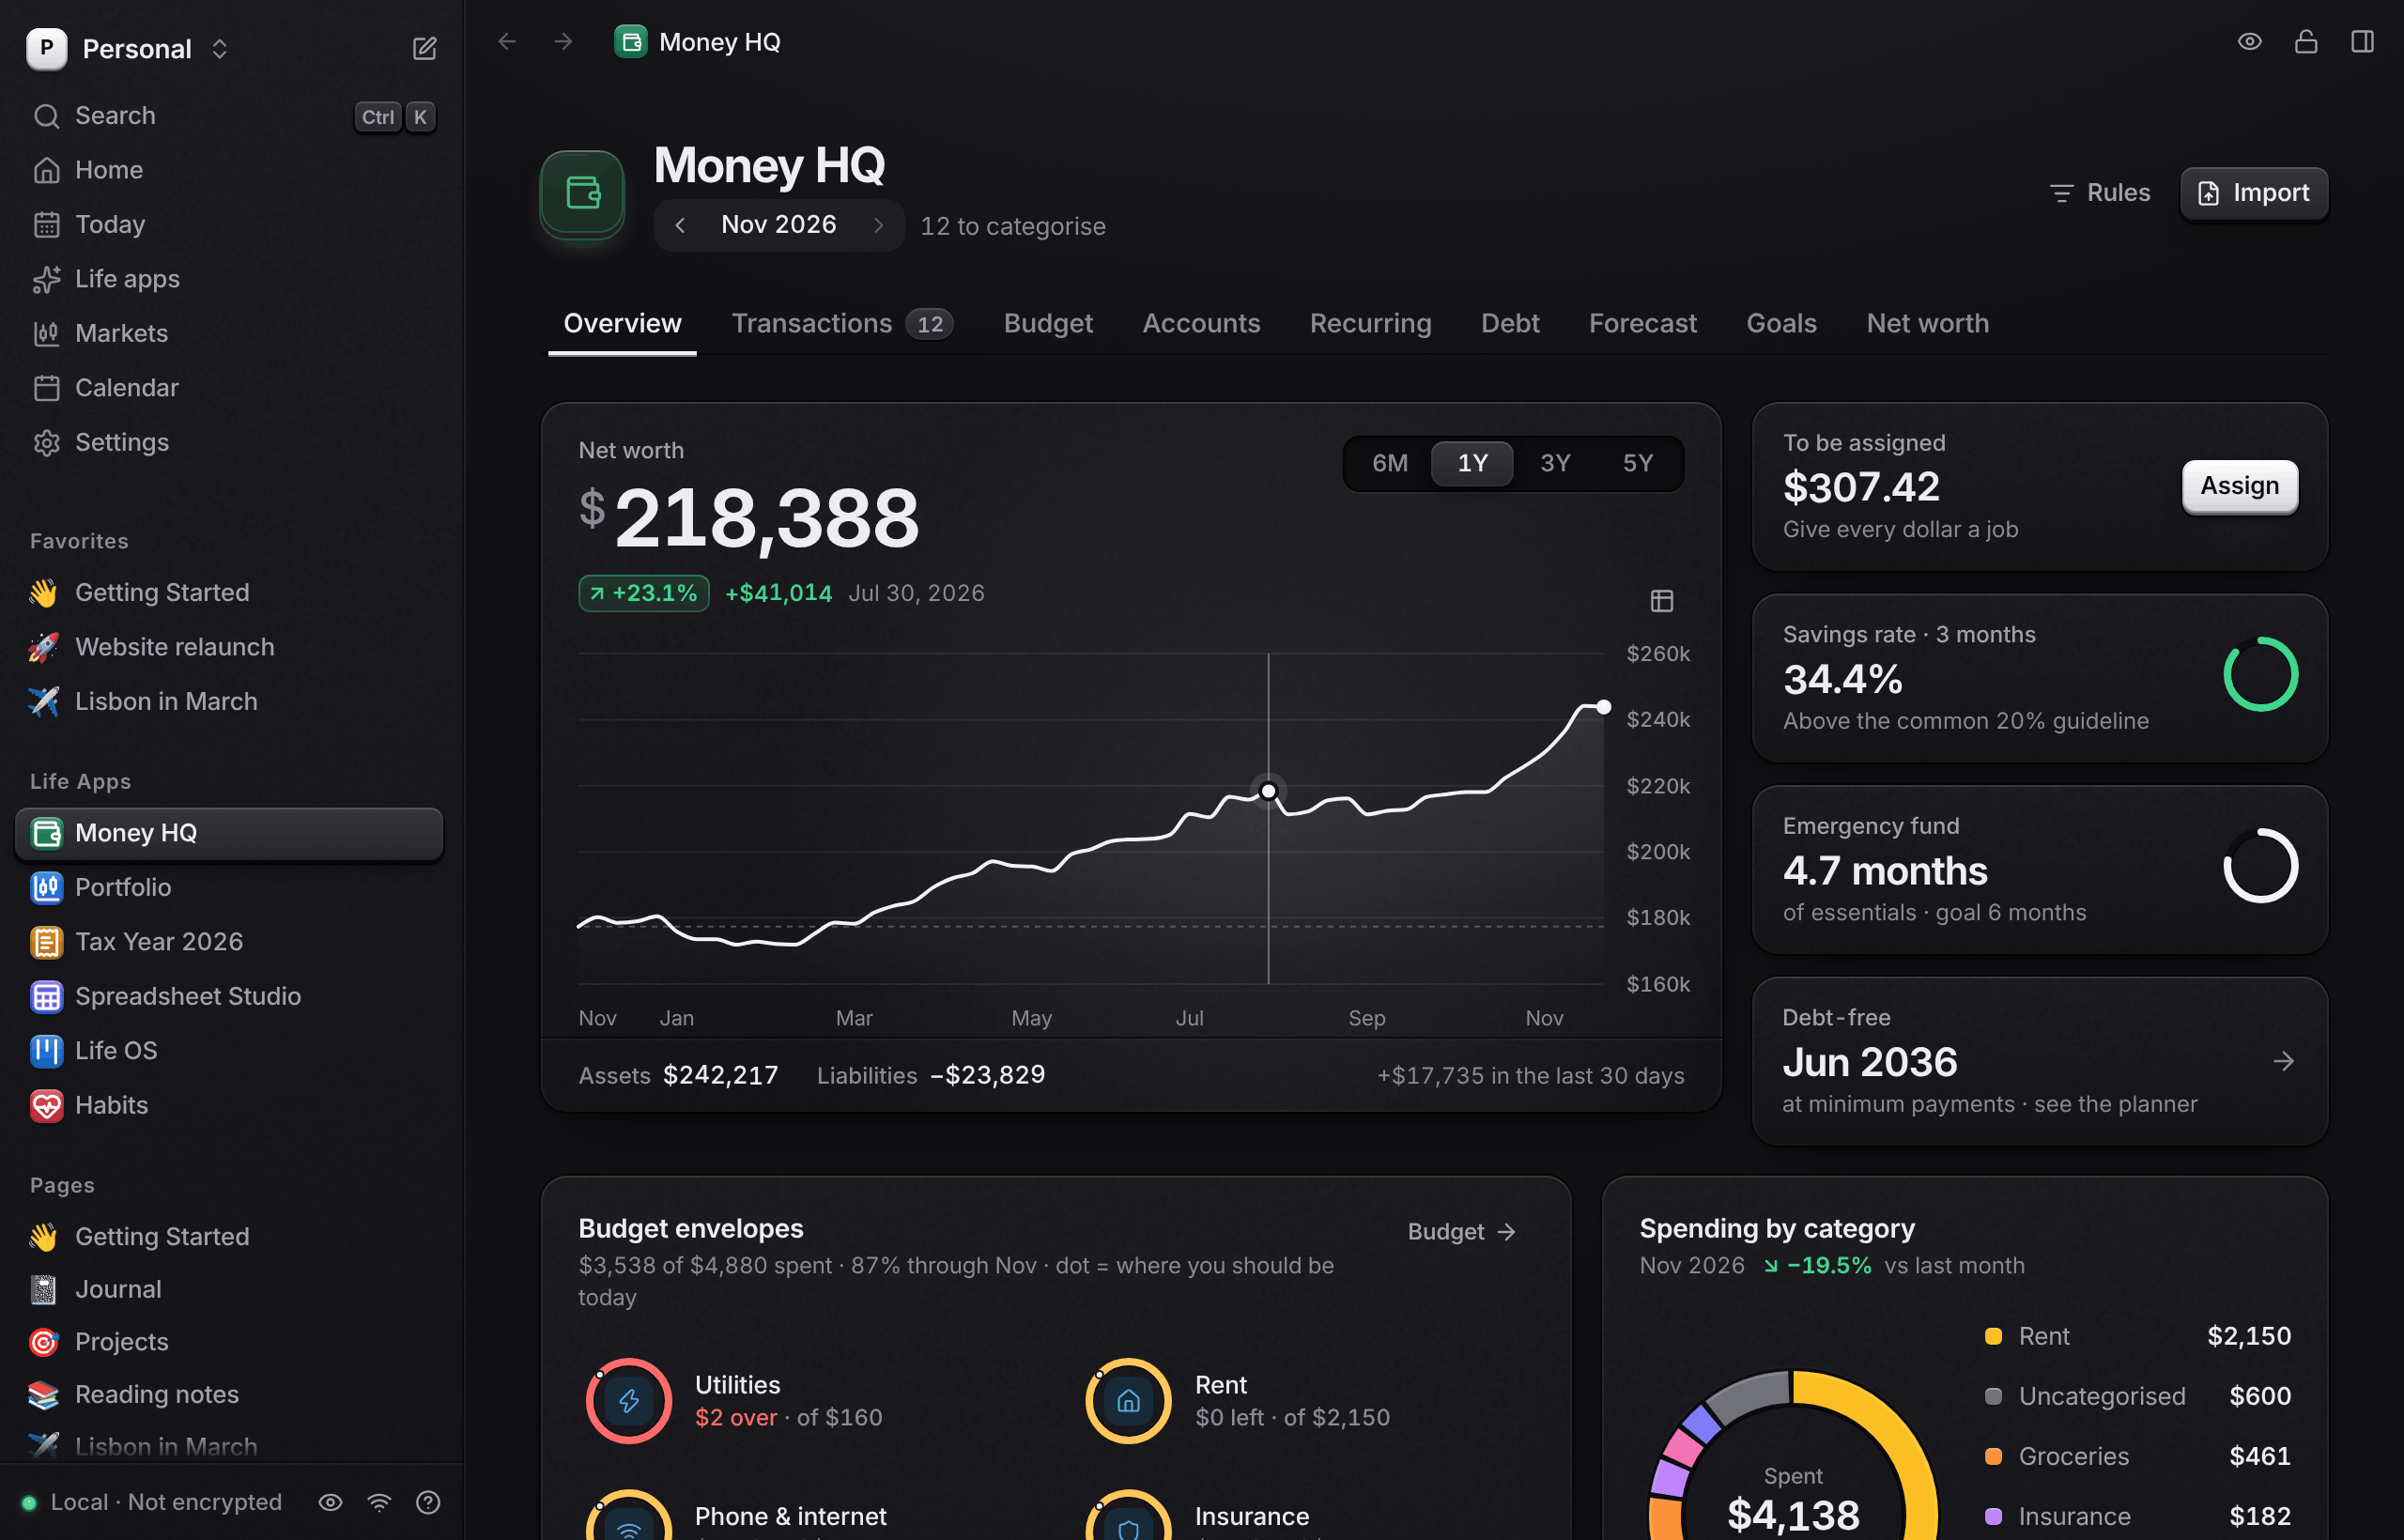 P Personal
Search Ctrl K
Home
Today
Life apps
Markets
Calendar
Settings
Favorites
Getting Started
Website relaunch
Lisbon in March
Life Apps
Money HQ
Portfolio
Tax Year 2026
Spreadsheet Studio
Life OS
Habits
Pages
Getting Started
Journal
Projects
Reading notes
Lisbon in March
Local · Not encrypted
Money HQ
Money HQ
Nov 2026 12 to categorise
Rules Import
Overview Transactions 12 Budget Accounts Recurring Debt Forecast Goals Net worth
Net worth
6M 1Y 3Y 5Y
$218,388
+23.1% +$41,014 Jul 30, 2026
$260k
$240k
$220k
$200k
$180k
$160k
Nov Jan Mar May Jul Sep Nov
Assets $242,217 Liabilities −$23,829 +$17,735 in the last 30 days
To be assigned
$307.42
Give every dollar a job
Assign
Savings rate · 3 months
34.4%
Above the common 20% guideline
Emergency fund
4.7 months
of essentials · goal 6 months
Debt-free
Jun 2036
at minimum payments · see the planner
Budget envelopes
Budget
$3,538 of $4,880 spent · 87% through Nov · dot = where you should be
today
Utilities
$2 over · of $160
Rent
$0 left · of $2,150
Phone & internet
Insurance
Spending by category
Nov 2026 −19.5% vs last month
Spent
$4,138
Rent $2,150
Uncategorised $600
Groceries $461
Insurance $182